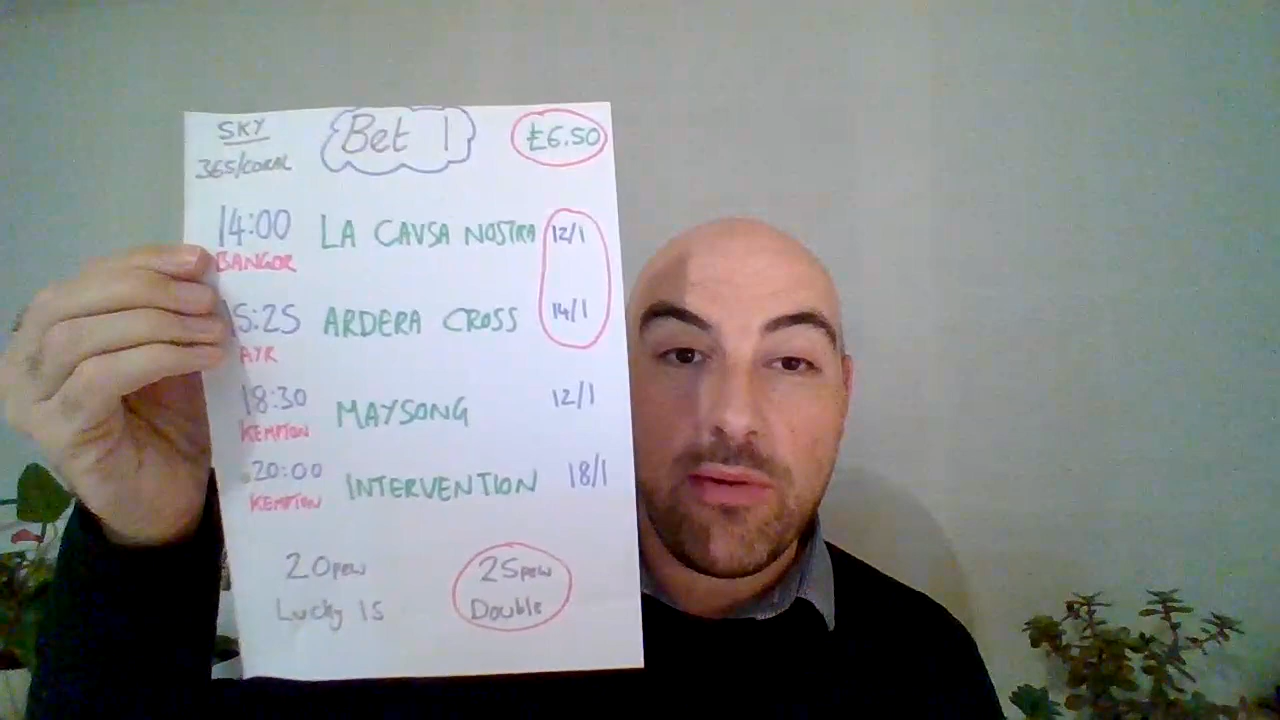 SKY Bet 1 £6.50
365/CORAL
14:00 LA CAVSA NOSTRA 12/1
BANGOR
15:25 ARDERA CROSS 14/1
AYR
18:30 MAYSONG 12/1
KEMPTON
20:00 INTERVENTION 18/1
KEMPTON
20pew 25pew
Lucky 15 Double